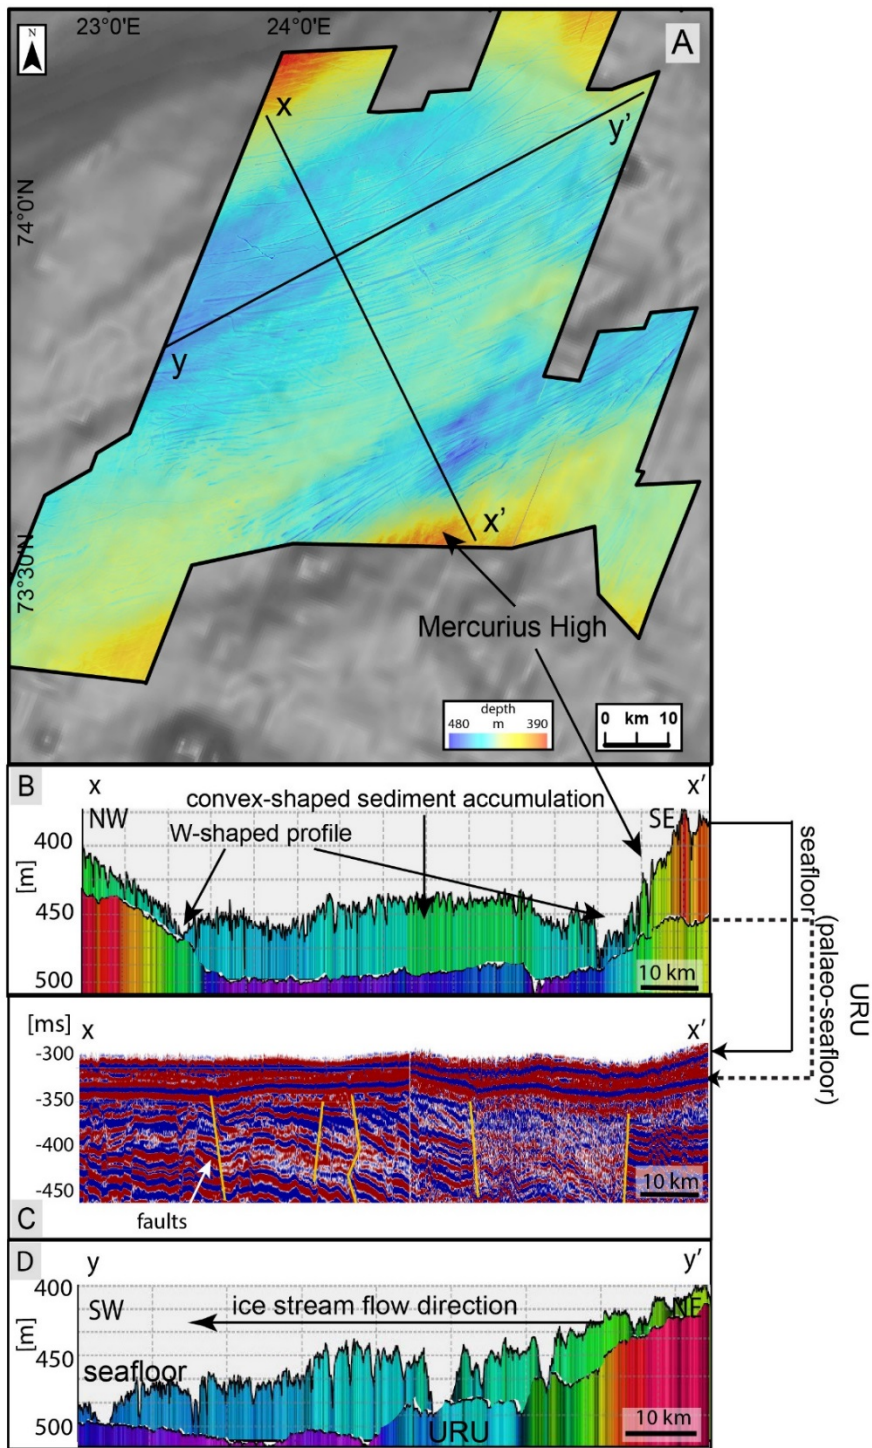 23°0'E
24°0'E
N
A
x
y'
74°0'N
y
x'
73°30'N
Mercurius High
depth
480 m 390
0 km 10
B
x
x'
convex-shaped sediment accumulation
NW
SE
W-shaped profile
400
[m]
450
500
10 km
seafloor
URU
(palaeo-seafloor)
[ms]
x
x'
-300
-350
-400
-450
10 km
C
faults
D
y
y'
400
SW
NE
ice stream flow direction
[m]
450
seafloor
500
URU
10 km